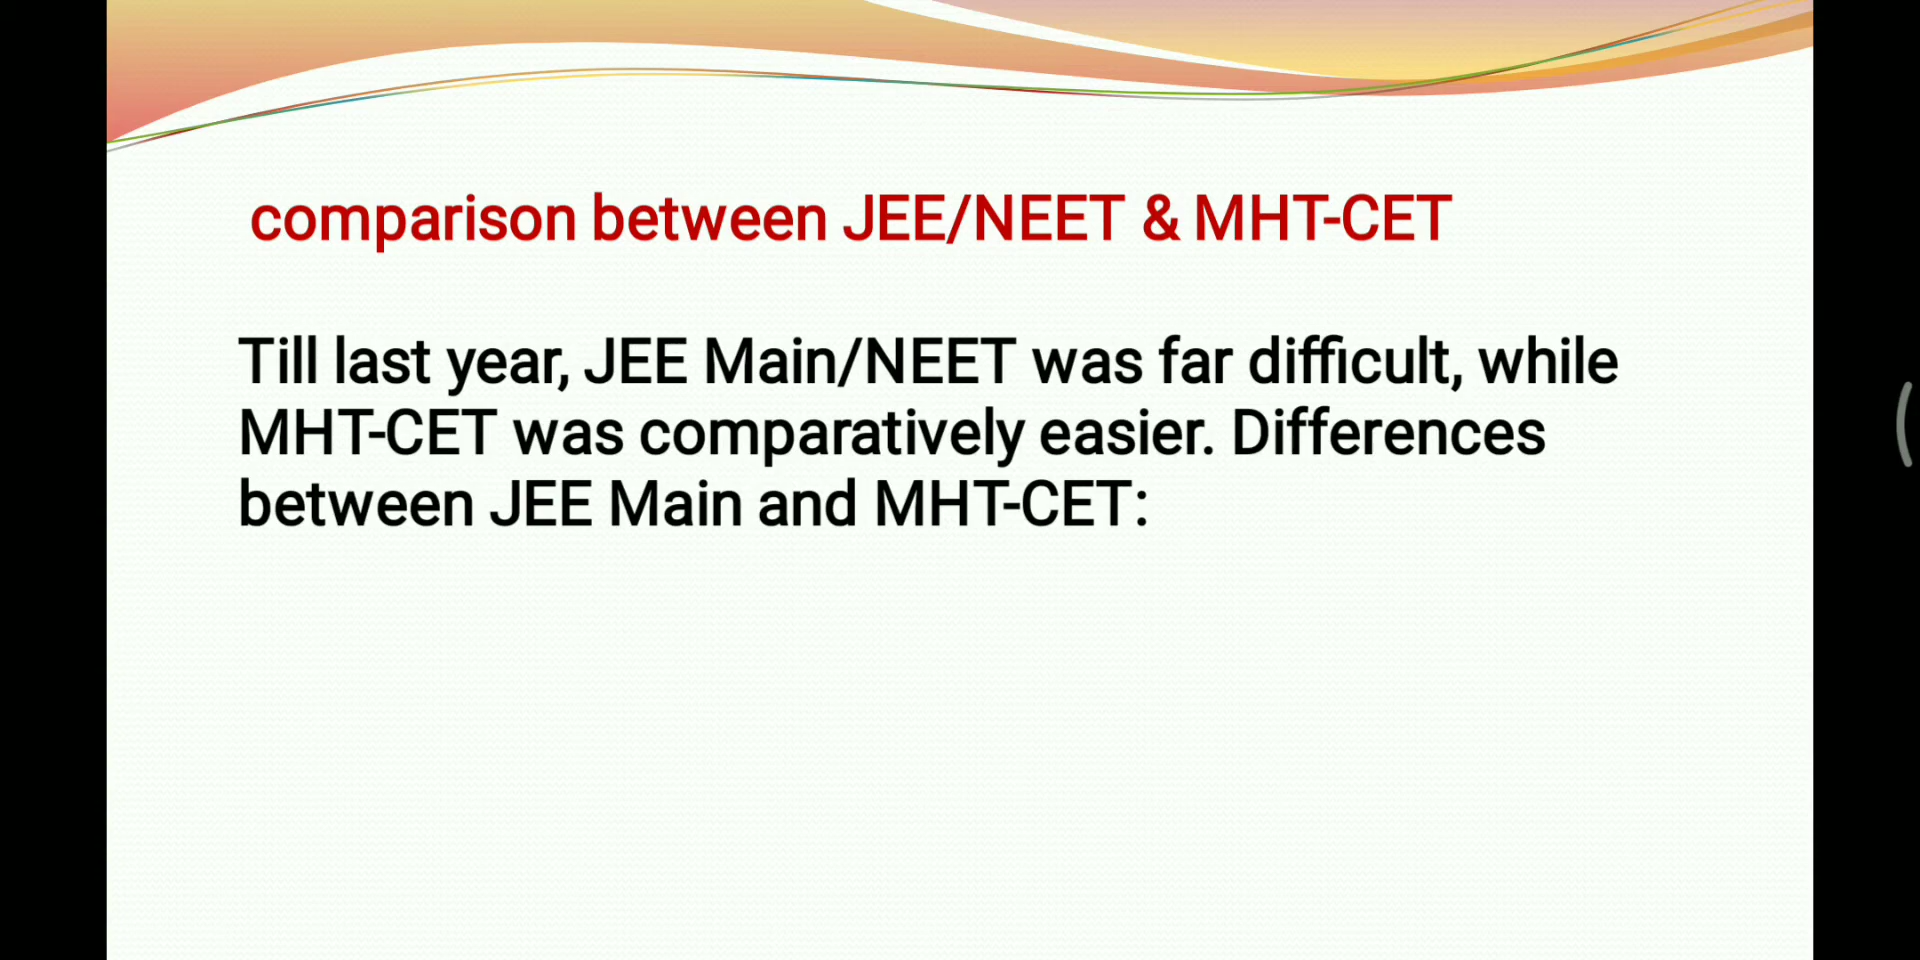 comparison between JEE/NEET & MHT-CET
Till last year, JEE Main/NEET was far difficult, while
MHT-CET was comparatively easier. Differences
between JEE Main and MHT-CET: